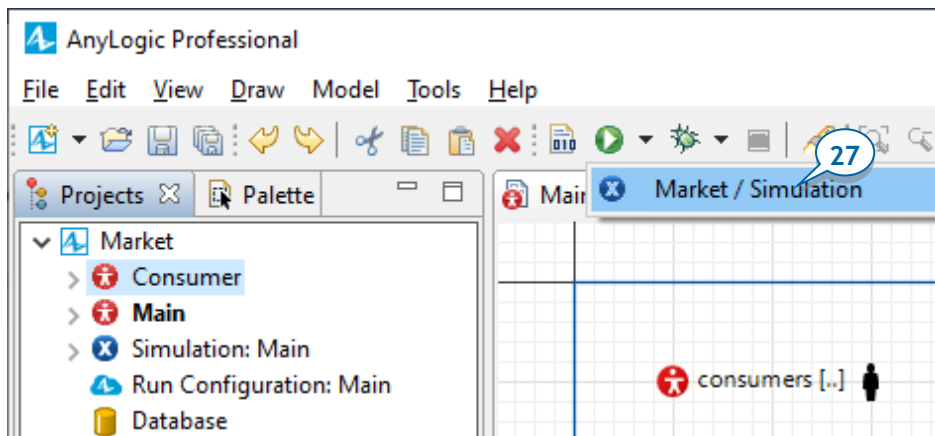 AnyLogic Professional
File Edit View Draw Model Tools Help
27
Projects Palette
Main
Market / Simulation
Market
Consumer
Main
Simulation: Main
Run Configuration: Main
Database
consumers [..]